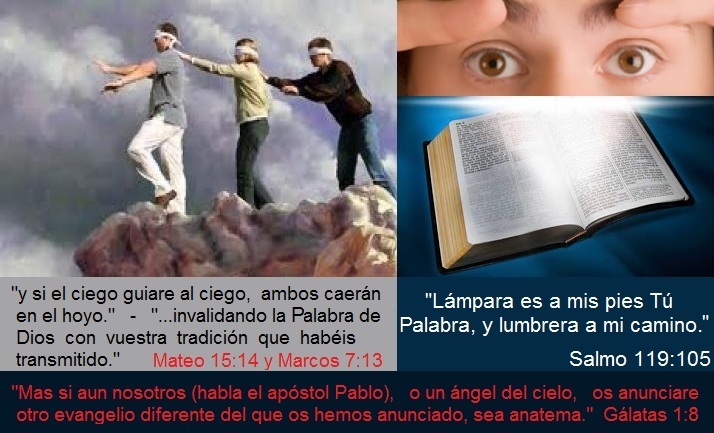 "y si el ciego guiare al ciego, ambos caerán
en el hoyo." - "...invalidando la Palabra de
Dios con vuestra tradición que habéis
transmitido." Mateo 15:14 y Marcos 7:13
"Lámpara es a mis pies Tú
Palabra, y lumbrera a mi camino."
Salmo 119:105
"Mas si aun nosotros (habla el apóstol Pablo), o un ángel del cielo, os anunciare
otro evangelio diferente del que os hemos anunciado, sea anatema." Gálatas 1:8